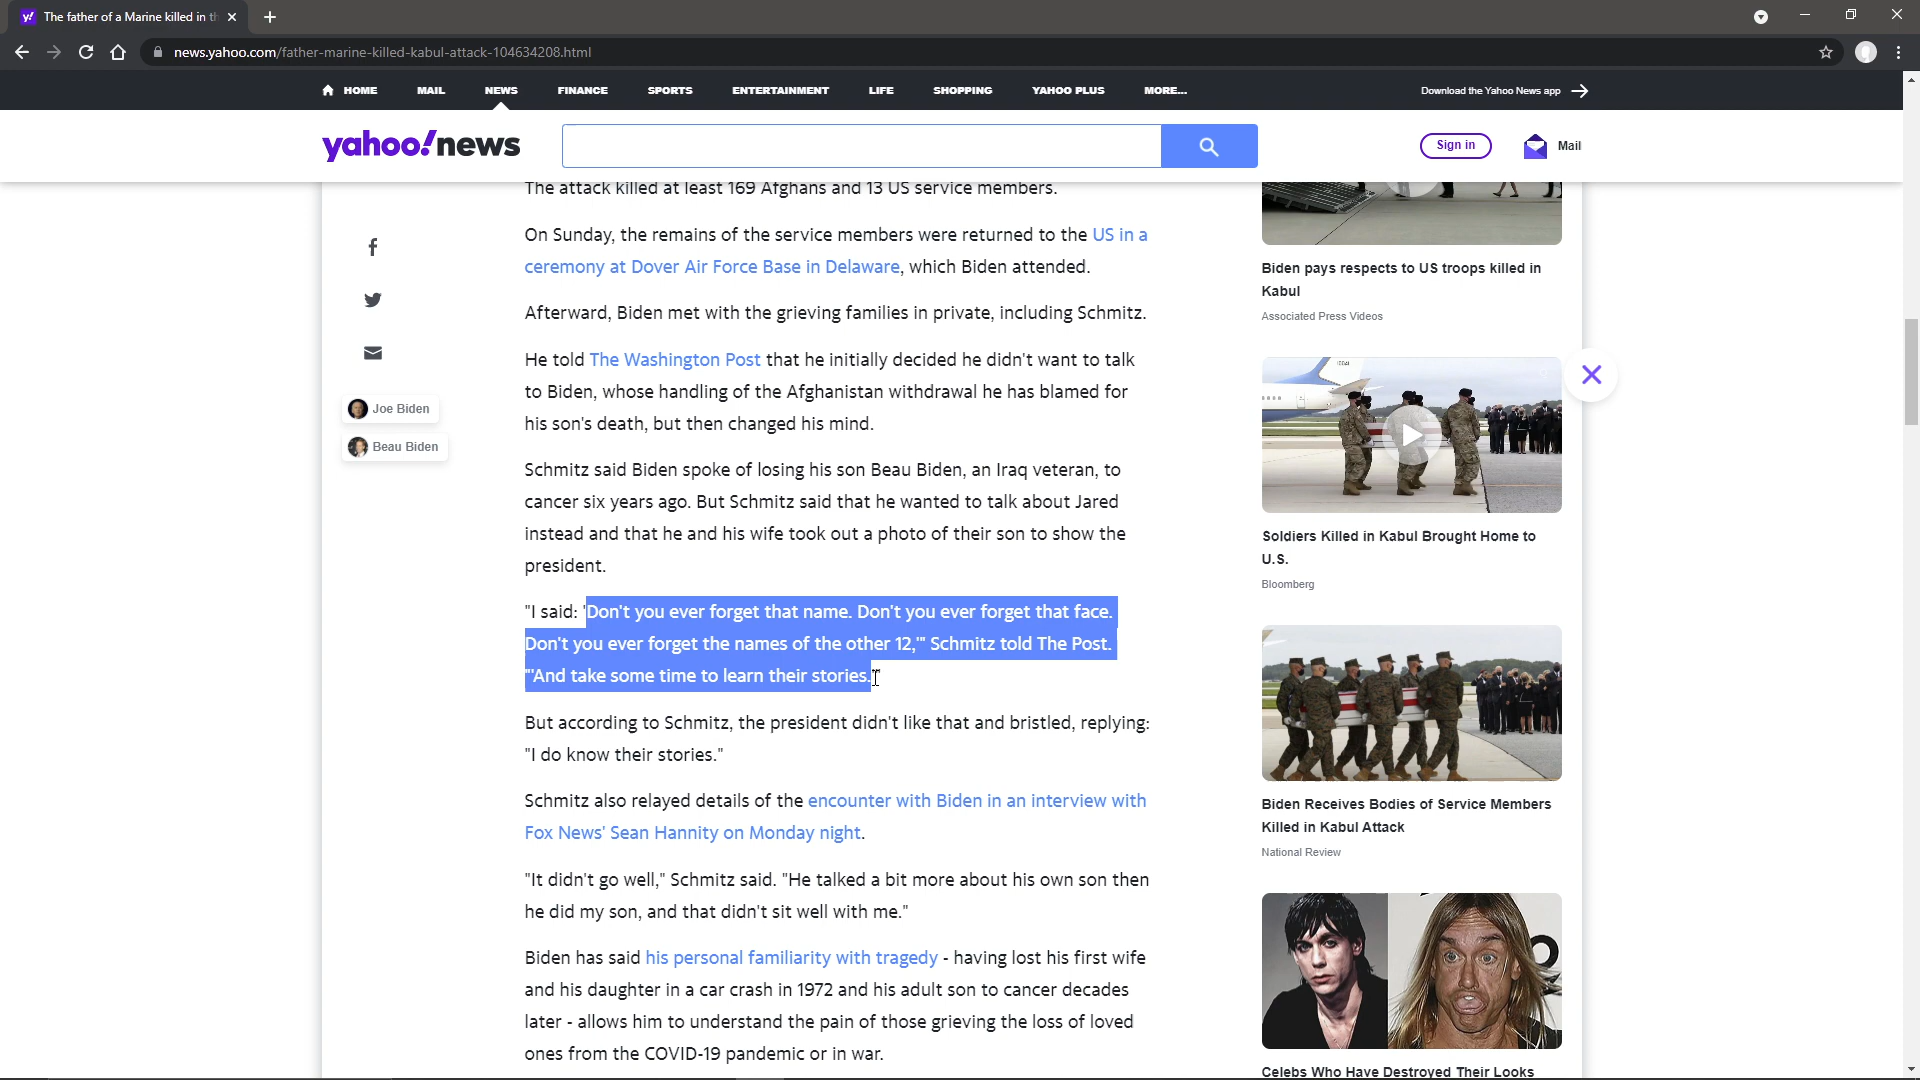 The father of a Marine killed in th
news.yahoo.com/father-marine-killed-kabul-attack-104634208.html
HOME MAIL NEWS FINANCE SPORTS ENTERTAINMENT LIFE SHOPPING YAHOO PLUS MORE... Download the Yahoo News app
yahoo!news
Sign in
Mail
The attack killed at least 169 Afghans and 13 US service members.
On Sunday, the remains of the service members were returned to the US in a
ceremony at Dover Air Force Base in Delaware, which Biden attended.
Afterward, Biden met with the grieving families in private, including Schmitz.
He told The Washington Post that he initially decided he didn't want to talk
to Biden, whose handling of the Afghanistan withdrawal he has blamed for
his son's death, but then changed his mind.
Joe Biden
Beau Biden
Schmitz said Biden spoke of losing his son Beau Biden, an Iraq veteran, to
cancer six years ago. But Schmitz said that he wanted to talk about Jared
instead and that he and his wife took out a photo of their son to show the
president.
"I said: 'Don't you ever forget that name. Don't you ever forget that face.
Don't you ever forget the names of the other 12,'" Schmitz told The Post.
"'And take some time to learn their stories.'"
But according to Schmitz, the president didn't like that and bristled, replying:
"I do know their stories."
Schmitz also relayed details of the encounter with Biden in an interview with
Fox News' Sean Hannity on Monday night.
"It didn't go well," Schmitz said. "He talked a bit more about his own son then
he did my son, and that didn't sit well with me."
Biden has said his personal familiarity with tragedy - having lost his first wife
and his daughter in a car crash in 1972 and his adult son to cancer decades
later - allows him to understand the pain of those grieving the loss of loved
ones from the COVID-19 pandemic or in war.
Biden pays respects to US troops killed in
Kabul
Associated Press Videos
Soldiers Killed in Kabul Brought Home to
U.S.
Bloomberg
Biden Receives Bodies of Service Members
Killed in Kabul Attack
National Review
Celebs Who Have Destroyed Their Looks